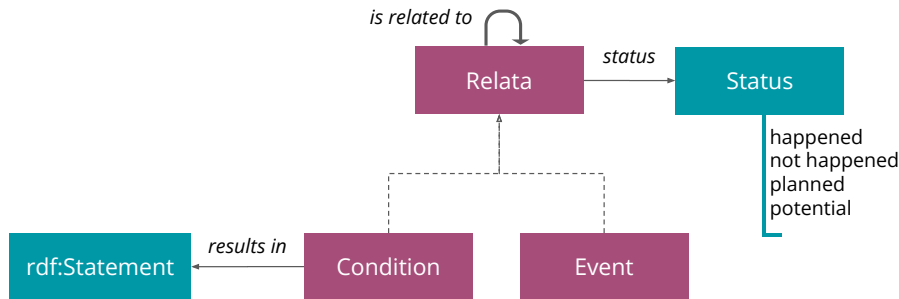 is related to
Relata
status
Status
happened
not happened
planned
potential
rdf:Statement
results in
Condition
Event